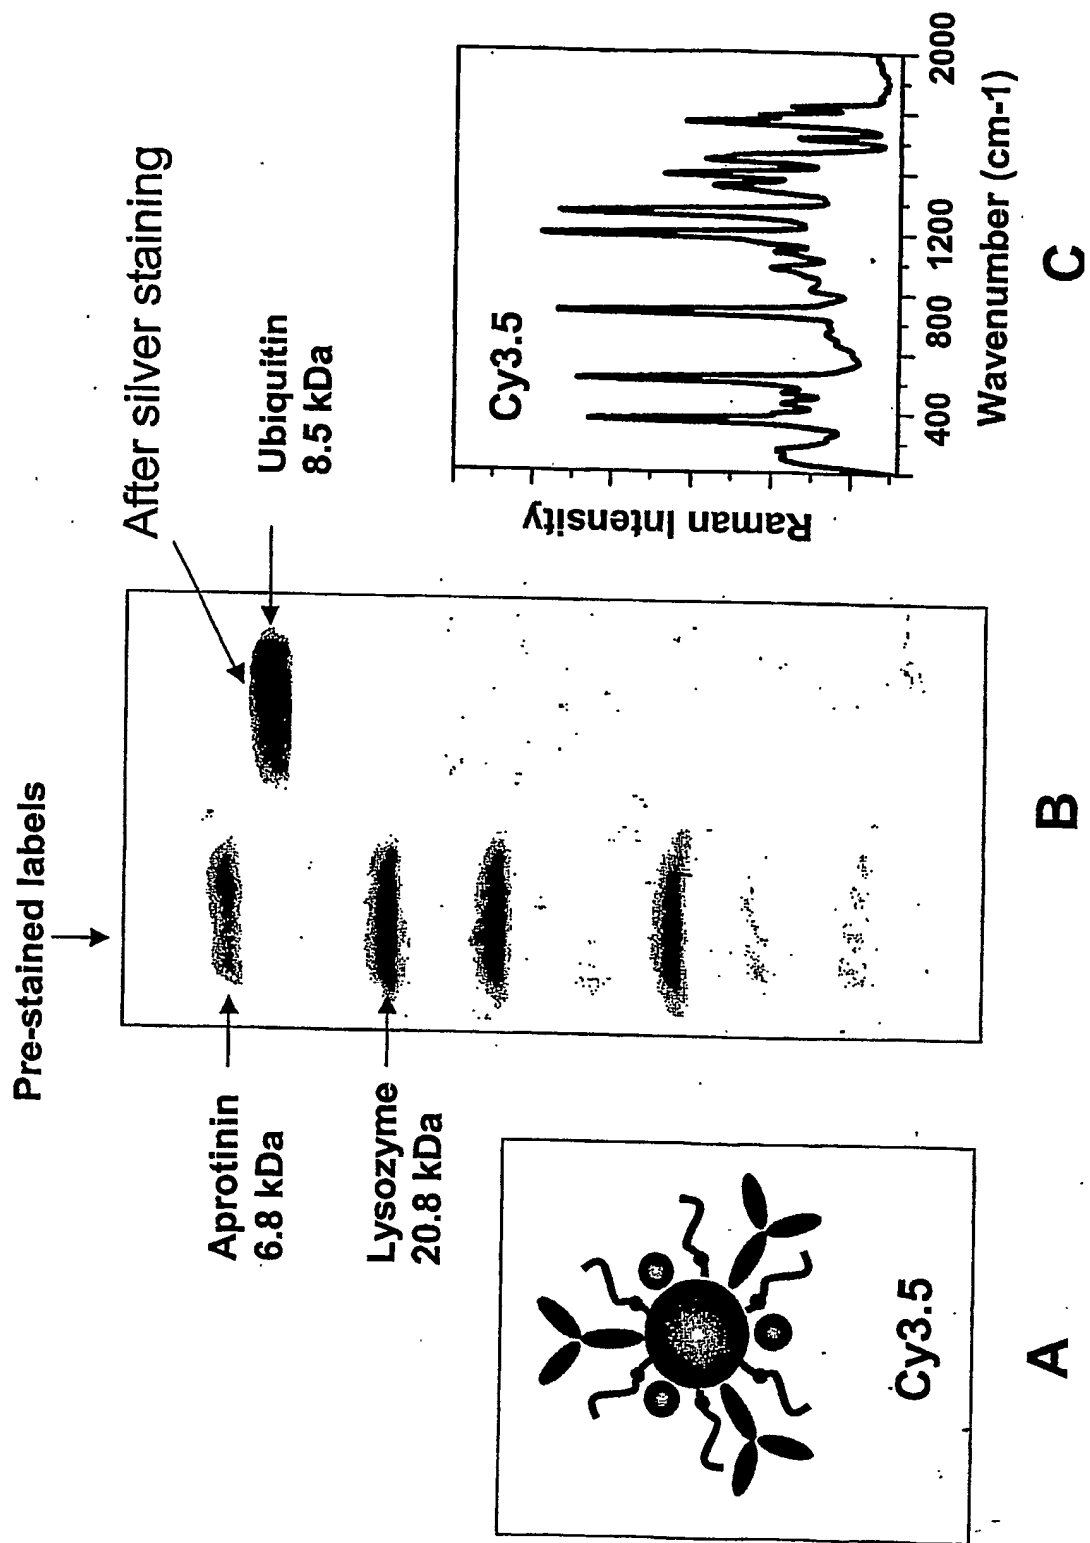 Pre-stained labels
After silver staining
Aprotinin
6.8 kDa
Lysozyme
20.8 kDa
Ubiquitin
8.5 kDa
Cy3.5
A
B
Cy3.5
Raman Intensity
400
800
1200
2000
Wavenumber (cm-1)
C